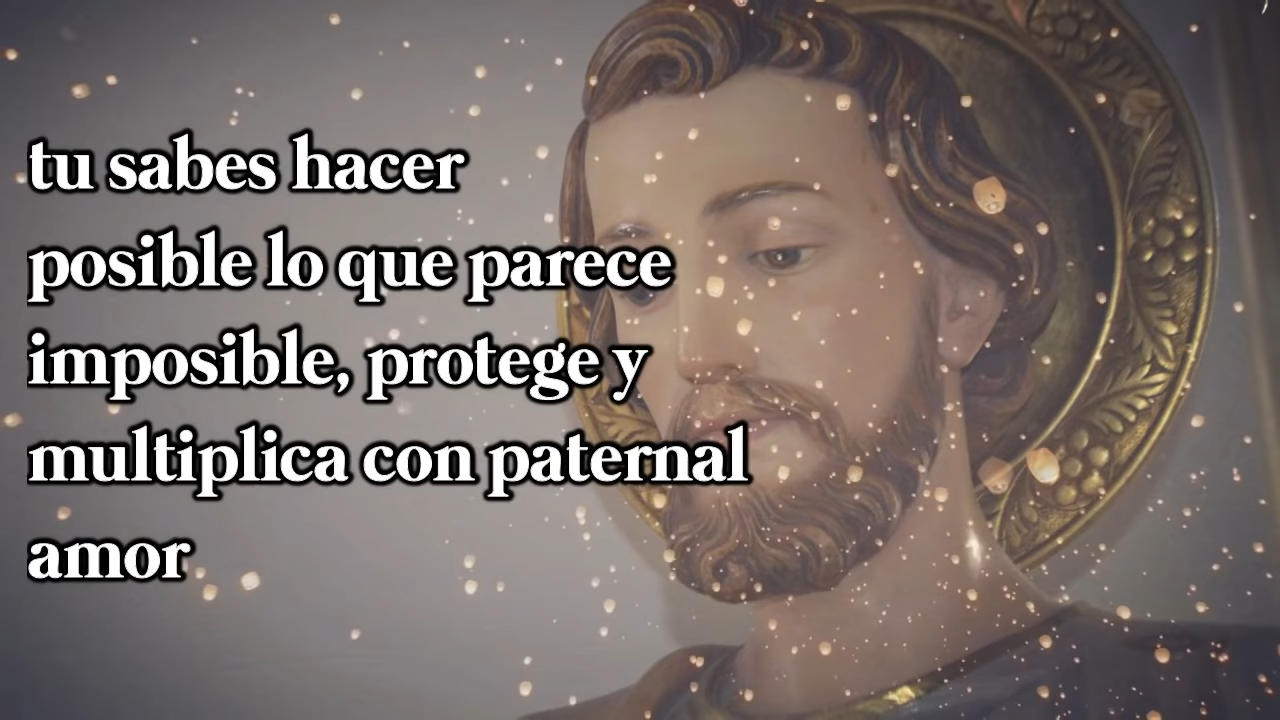 tu sabes hacer
posible lo que parece
imposible, protege y
multiplica con paternal
amor